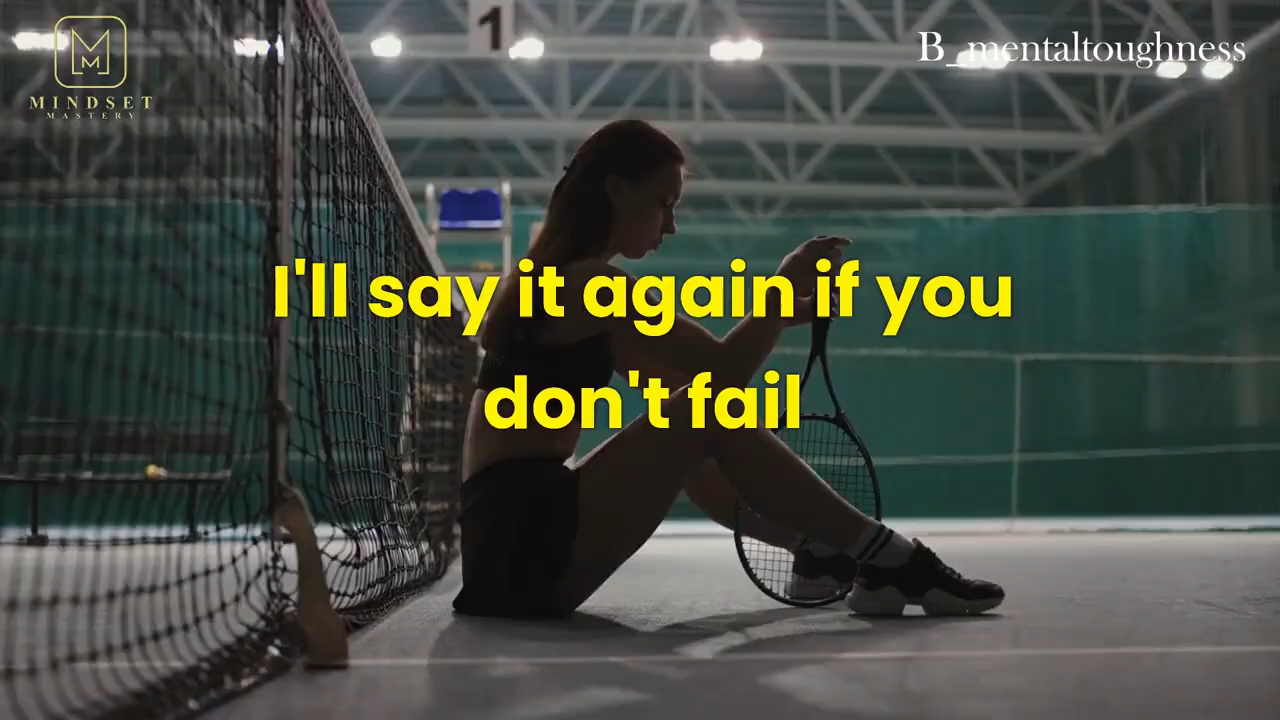 1
B_mentaltoughness
M
MINDSET
MASTERY
I'll say it again if you
don't fail